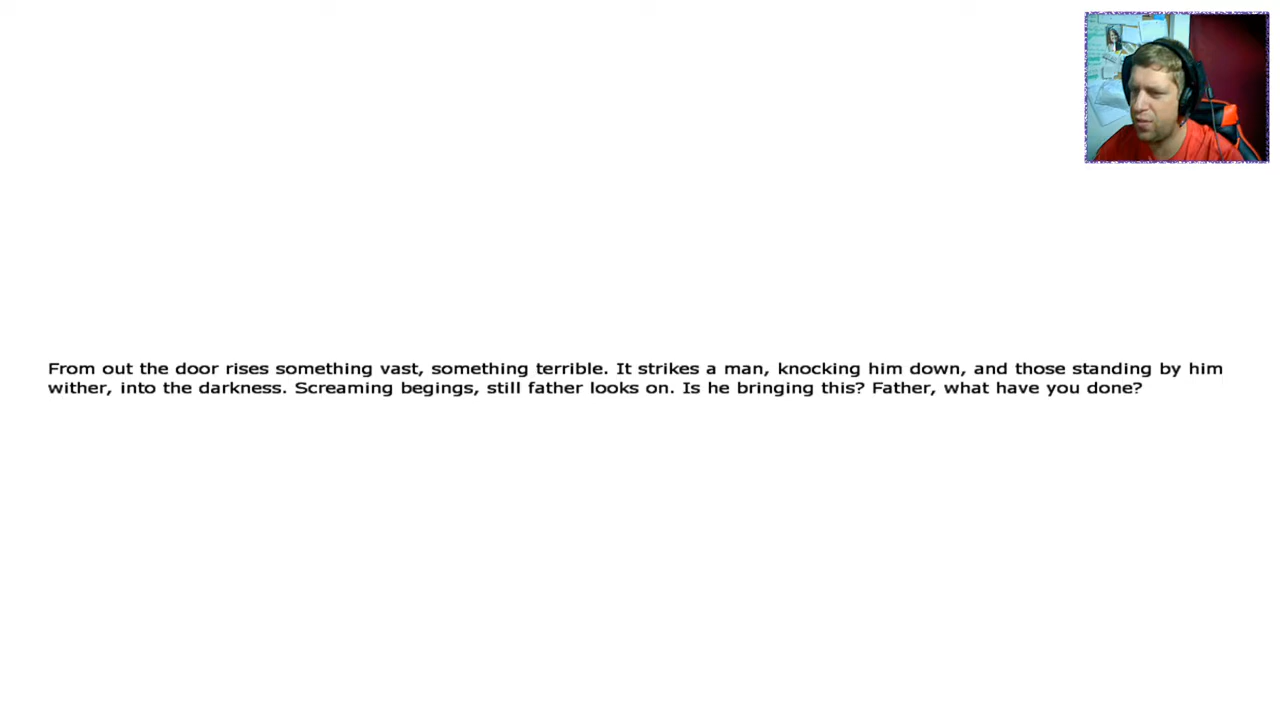 From out the door rises something vast, something terrible. It strikes a man, knocking him down, and those standing by him
wither, into the darkness. Screaming begings, still father looks on. Is he bringing this? Father, what have you done?